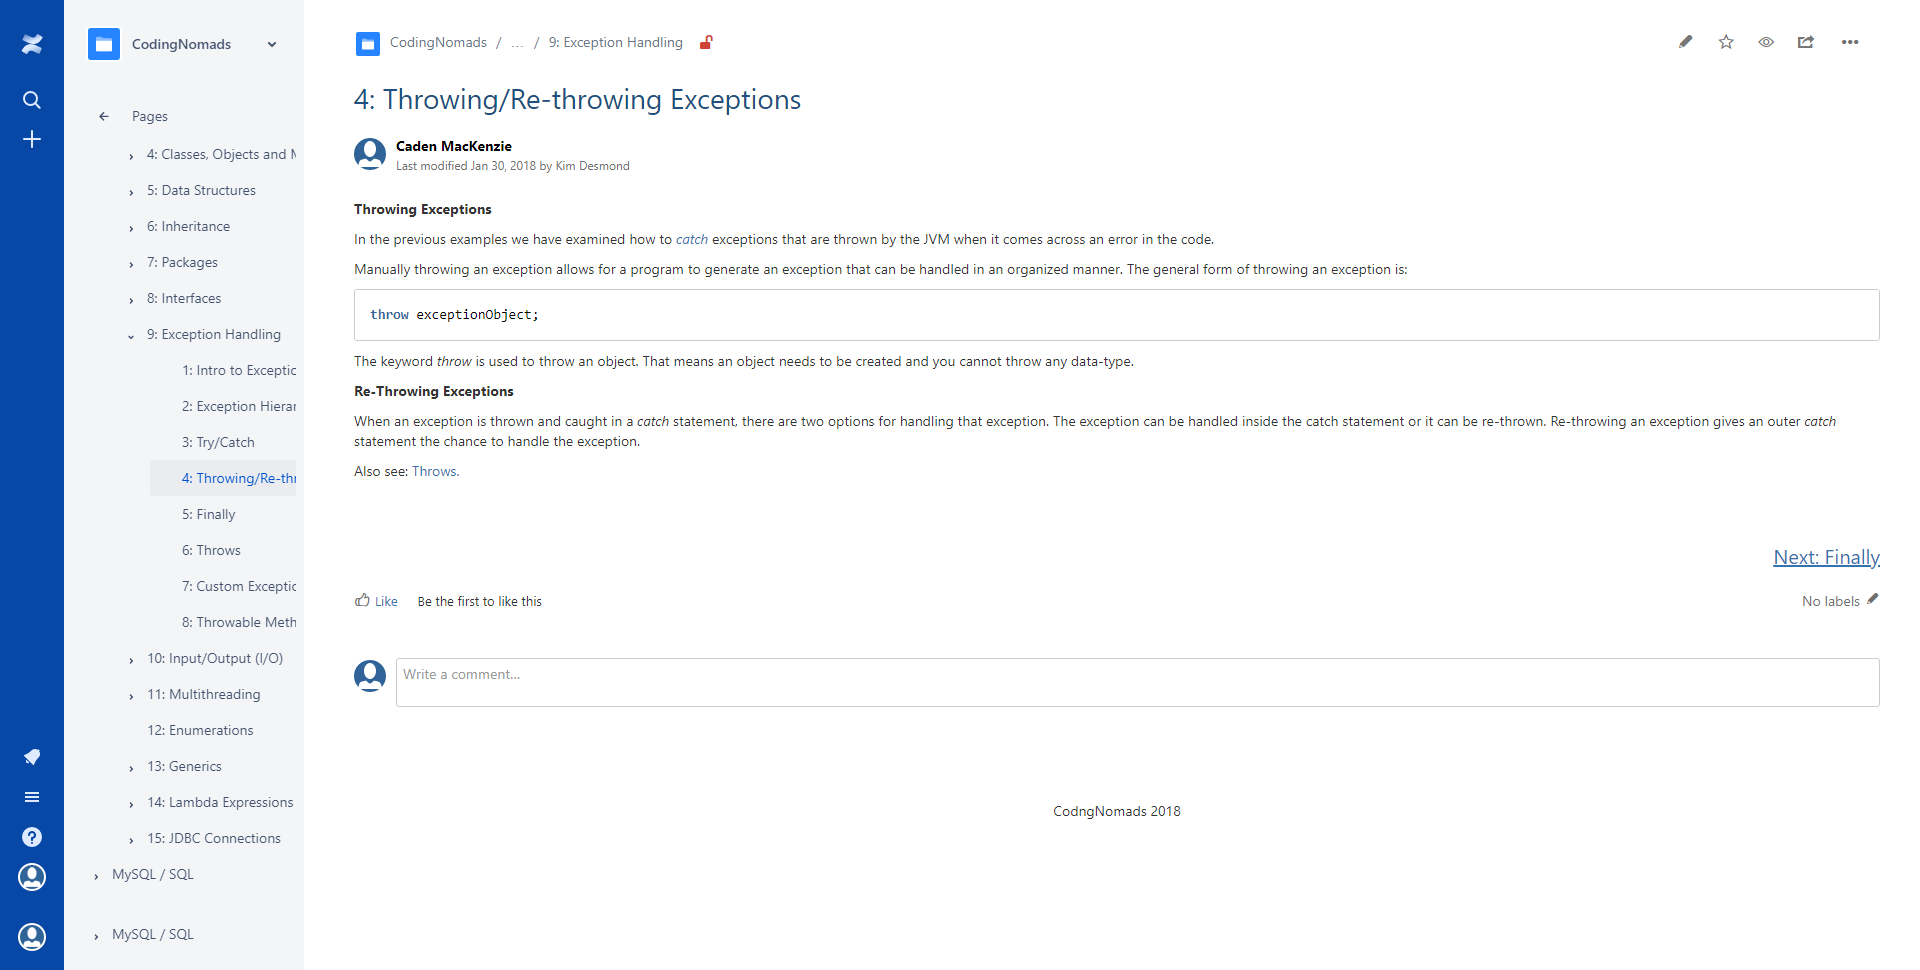 CodingNomads
Pages
4: Classes, Objects and M
5: Data Structures
6: Inheritance
7: Packages
8: Interfaces
9: Exception Handling
1: Intro to Exceptio
2: Exception Hierar
3: Try/Catch
4: Throwing/Re-thr
5: Finally
6: Throws
7: Custom Exceptio
8: Throwable Meth
10: Input/Output (I/O)
11: Multithreading
12: Enumerations
13: Generics
14: Lambda Expressions
15: JDBC Connections
MySQL / SQL
MySQL / SQL
CodingNomads / ... / 9: Exception Handling
4: Throwing/Re-throwing Exceptions
Caden MacKenzie
Last modified Jan 30, 2018 by Kim Desmond
Throwing Exceptions
In the previous examples we have examined how to catch exceptions that are thrown by the JVM when it comes across an error in the code.
Manually throwing an exception allows for a program to generate an exception that can be handled in an organized manner. The general form of throwing an exception is:
throw exceptionObject;
The keyword throw is used to throw an object. That means an object needs to be created and you cannot throw any data-type.
Re-Throwing Exceptions
When an exception is thrown and caught in a catch statement, there are two options for handling that exception. The exception can be handled inside the catch statement or it can be re-thrown. Re-throwing an exception gives an outer catch
statement the chance to handle the exception.
Also see: Throws.
Next: Finally
Like Be the first to like this
No labels
Write a comment...
CodngNomads 2018